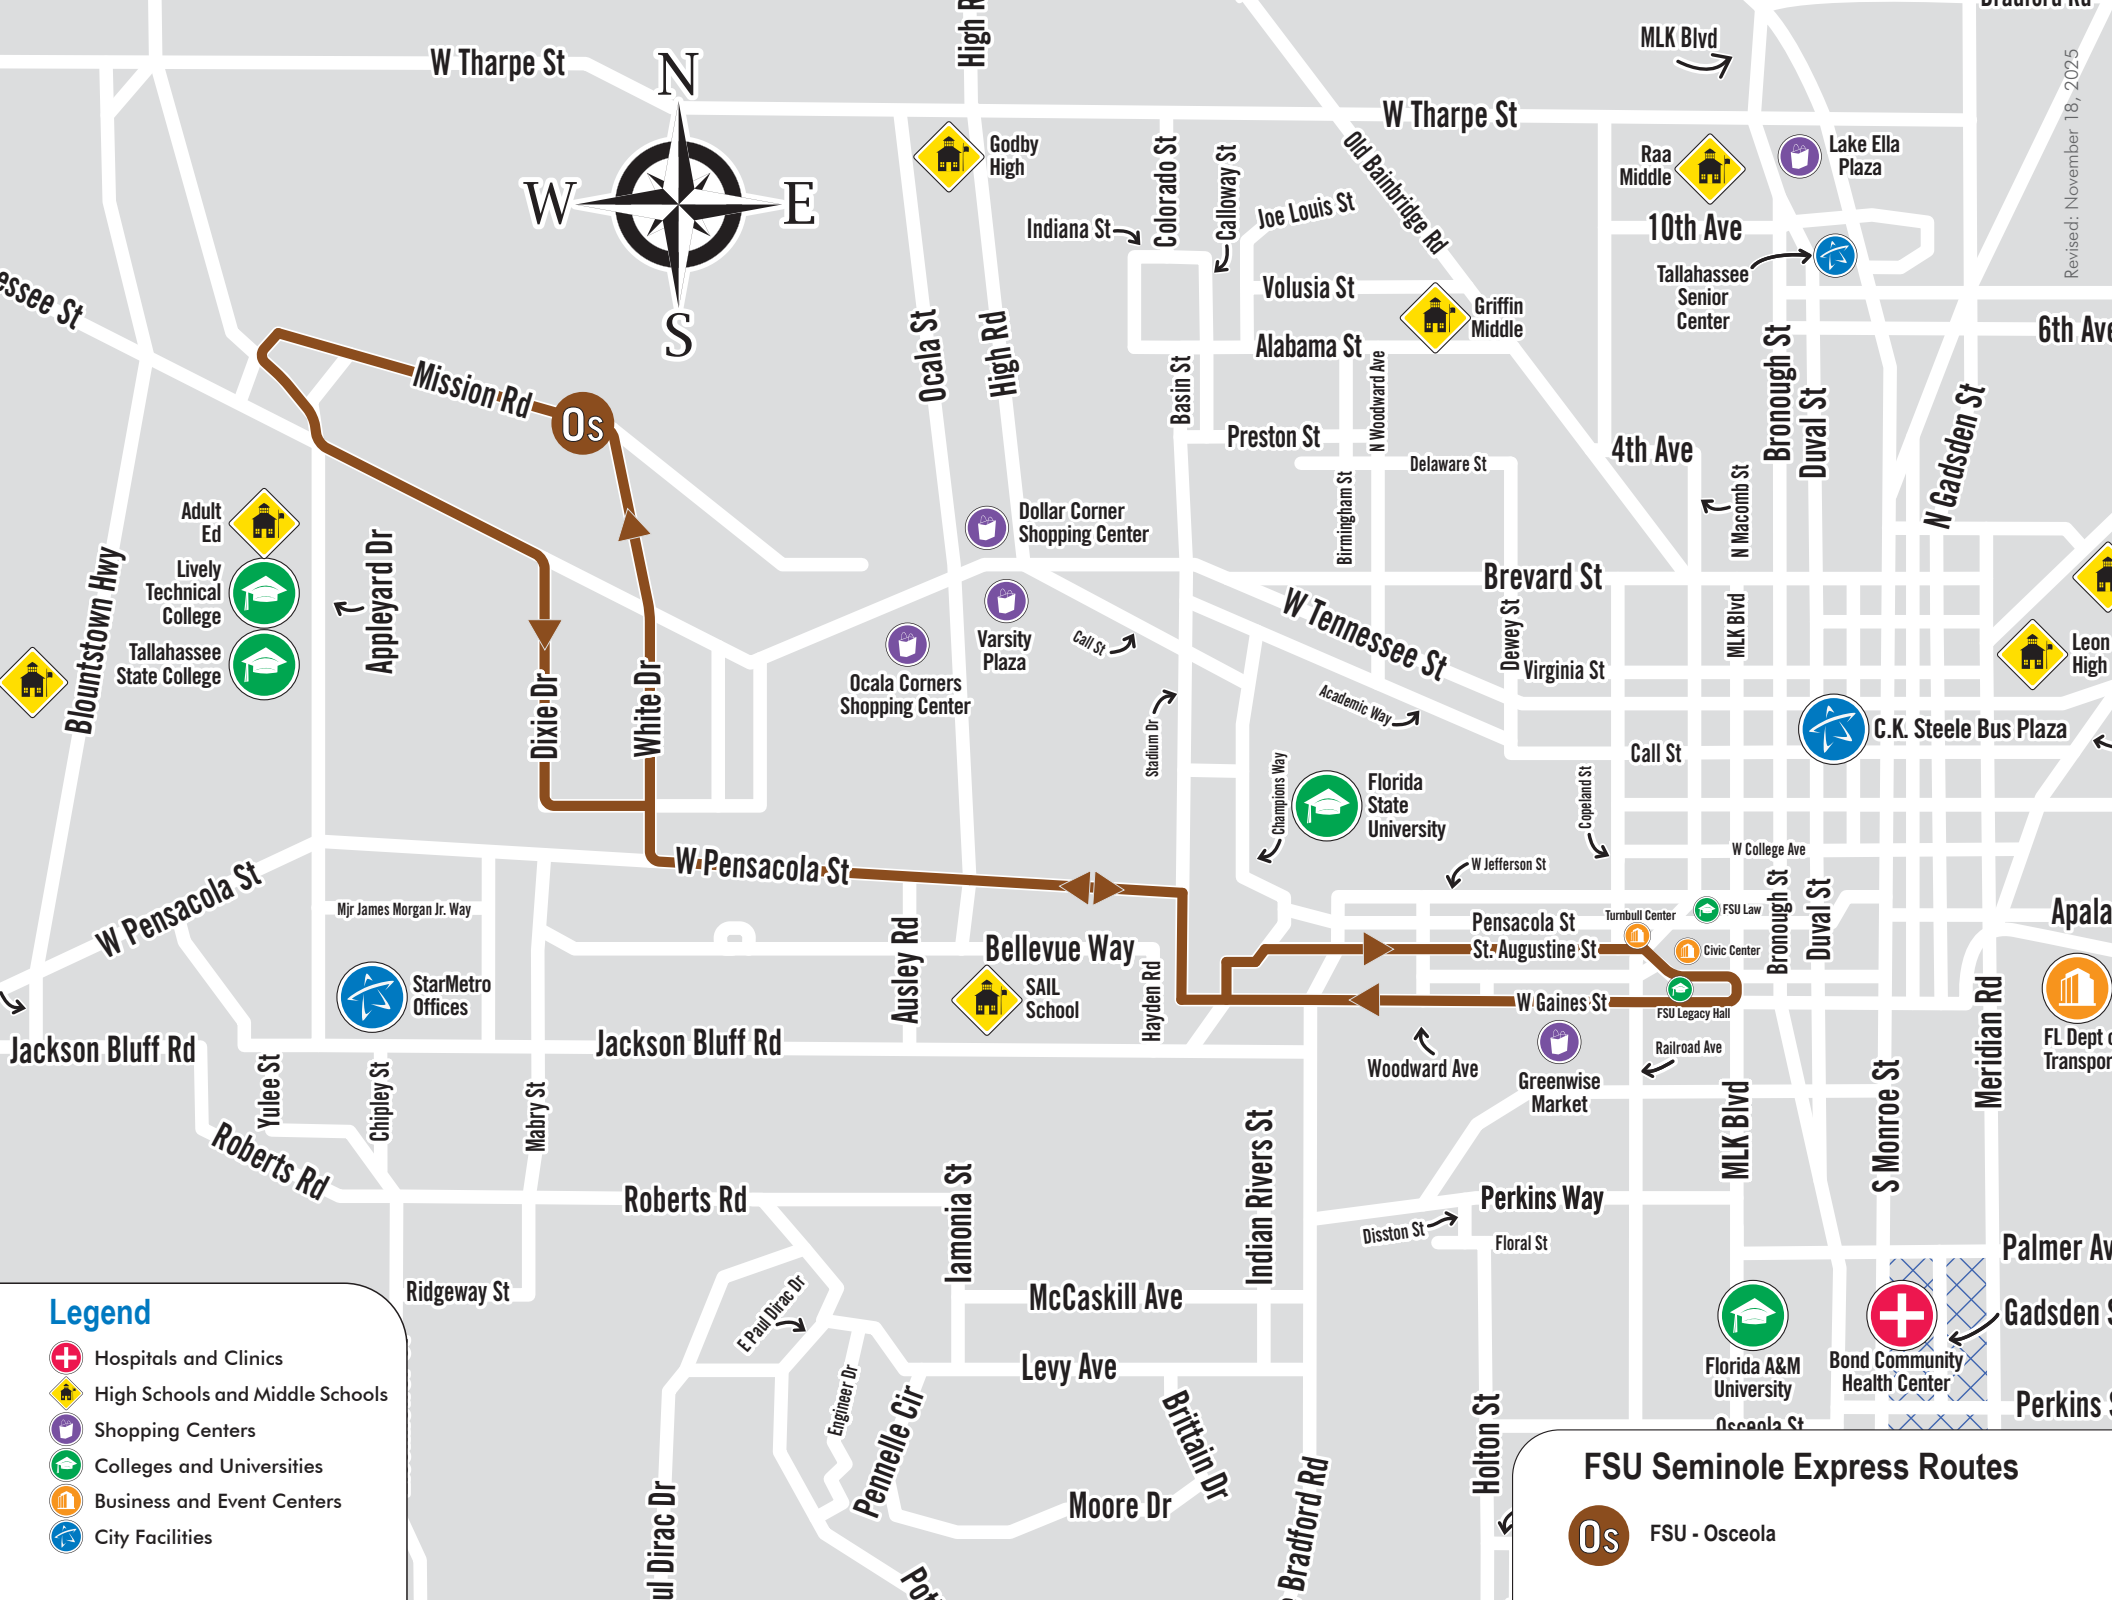 Bradford Rd
High R
MLK Blvd
W Tharpe St
N
W
E
S
W Tharpe St
Revised: November 18, 2025
Godby
High
Colorado St
Calloway St
Old Bainbridge Rd
Raa
Middle
Lake Ella
Plaza
Indiana St
Joe Louis St
10th Ave
Tallahassee
Senior
Center
essee St
Volusia St
Griffin
Middle
Alabama St
6th Ave
Ocala St
High Rd
Basin St
N Woodward Ave
Bronough St
Duval St
N Gadsden St
Mission Rd
Os
Preston St
Delaware St
4th Ave
N Macomb St
Birmingham St
Adult
Ed
Lively
Technical
College
Tallahassee
State College
Blountstown Hwy
Appleyard Dr
Dollar Corner
Shopping Center
Brevard St
W Tennessee St
Dewey St
MLK Blvd
Varsity
Plaza
Call St
Ocala Corners
Shopping Center
Virginia St
Leon
High
Dixie Dr
White Dr
Stadium Dr
Academic Way
C.K. Steele Bus Plaza
Call St
Champions Way
Florida
State
University
Copeland St
W College Ave
W Pensacola St
W Jefferson St
W Pensacola St
Mjr James Morgan Jr. Way
Pensacola St
Turnbull Center
FSU Law
Bronough St
Duval St
Apala
St. Augustine St
Civic Center
Ausley Rd
Bellevue Way
Hayden Rd
StarMetro
Offices
SAIL
School
W Gaines St
FSU Legacy Hall
Meridian Rd
FL Dept o
Transpor
Jackson Bluff Rd
Jackson Bluff Rd
Woodward Ave
Greenwise
Market
Railroad Ave
Yulee St
Chipley St
Mabry St
S Monroe St
MLK Blvd
Roberts Rd
Roberts Rd
Iamonia St
Indian Rivers St
Perkins Way
Disston St
Floral St
Palmer Av
Ridgeway St
E Paul Dirac Dr
McCaskill Ave
Gadsden S
Levy Ave
Florida A&M
University
Bond Community
Health Center
Engineer Dr
Pennelle Cir
Brittain Dr
Holton St
Perkins S
Osceola St
Moore Dr
ul Dirac Dr
Bradford Rd
Pot
Legend
Hospitals and Clinics
High Schools and Middle Schools
Shopping Centers
Colleges and Universities
Business and Event Centers
City Facilities
FSU Seminole Express Routes
Os
FSU - Osceola